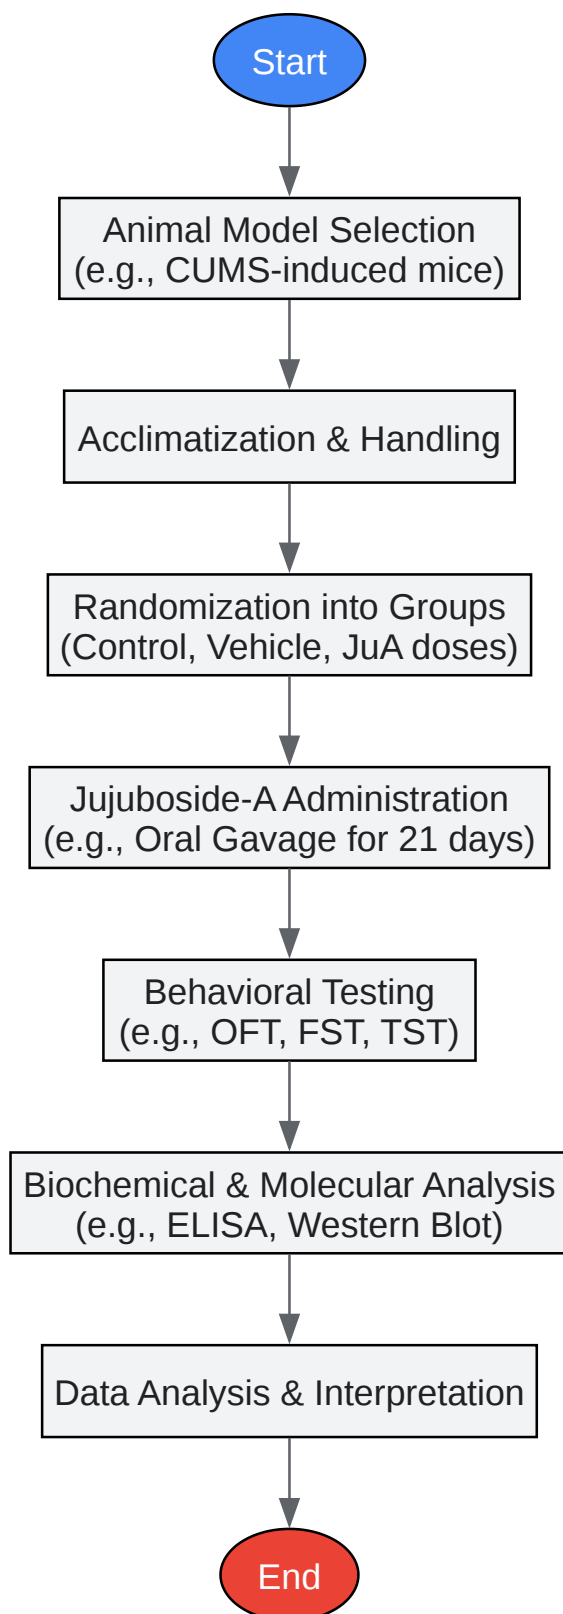 Start
Animal Model Selection
(e.g., CUMS-induced mice)
Acclimatization & Handling
Randomization into Groups
(Control, Vehicle, JuA doses)
Jujuboside-A Administration
(e.g., Oral Gavage for 21 days)
Behavioral Testing
(e.g., OFT, FST, TST)
Biochemical & Molecular Analysis
(e.g., ELISA, Western Blot)
Data Analysis & Interpretation
End